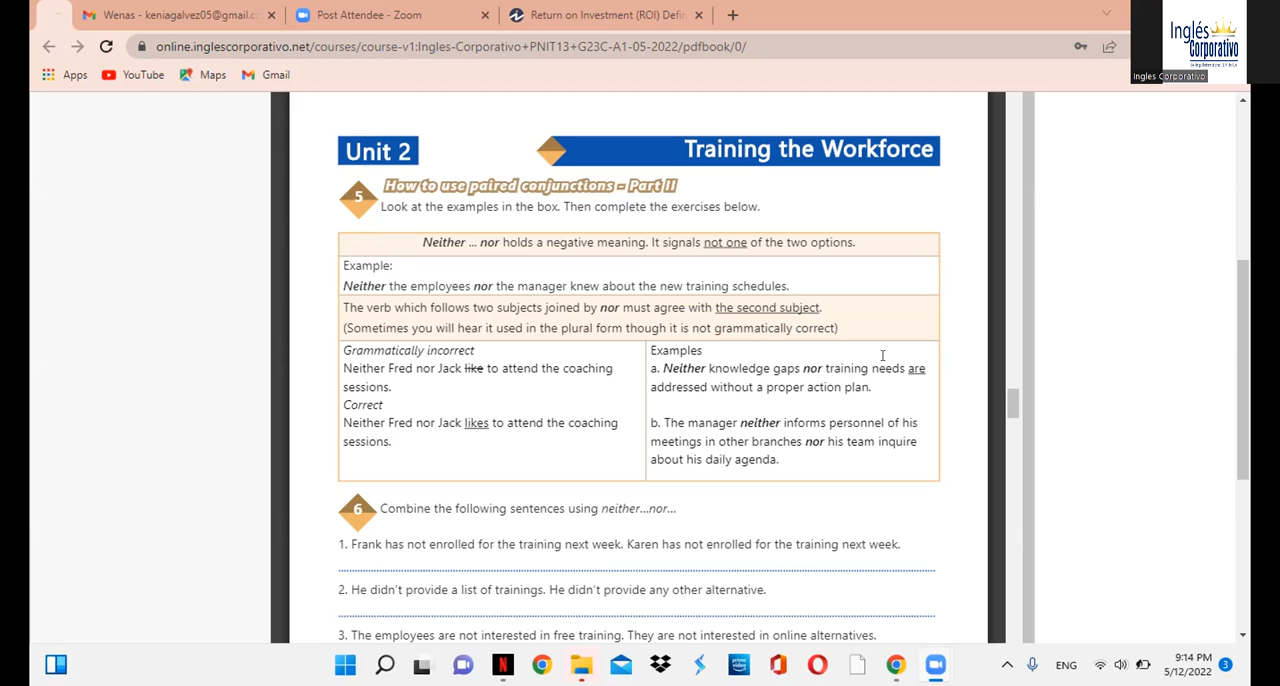 Wenas - keniagalvez05@gmail.c
Post Attendee - Zoom
Return on Investment (ROI) Defi
online.inglescorporativo.net/courses/course-v1:Ingles-Corporativo+PNIT13+G23C-A1-05-2022/pdfbook/0/
Apps
YouTube
Maps
Gmail
Inglés
Corporativo
Ingles Corporativo
Unit 2
Training the Workforce
5
How to use paired conjunctions - Part II
Look at the examples in the box. Then complete the exercises below.
Neither ... nor holds a negative meaning. It signals not one of the two options.
Example:
Neither the employees nor the manager knew about the new training schedules.
The verb which follows two subjects joined by nor must agree with the second subject.
(Sometimes you will hear it used in the plural form though it is not grammatically correct)
Grammatically incorrect
Neither Fred nor Jack like to attend the coaching
sessions.
Correct
Neither Fred nor Jack likes to attend the coaching
sessions.
Examples
a. Neither knowledge gaps nor training needs are
addressed without a proper action plan.
b. The manager neither informs personnel of his
meetings in other branches nor his team inquire
about his daily agenda.
6
Combine the following sentences using neither...nor...
1. Frank has not enrolled for the training next week. Karen has not enrolled for the training next week.
2. He didn't provide a list of trainings. He didn't provide any other alternative.
3. The employees are not interested in free training. They are not interested in online alternatives.
ENG
9:14 PM
5/12/2022
3